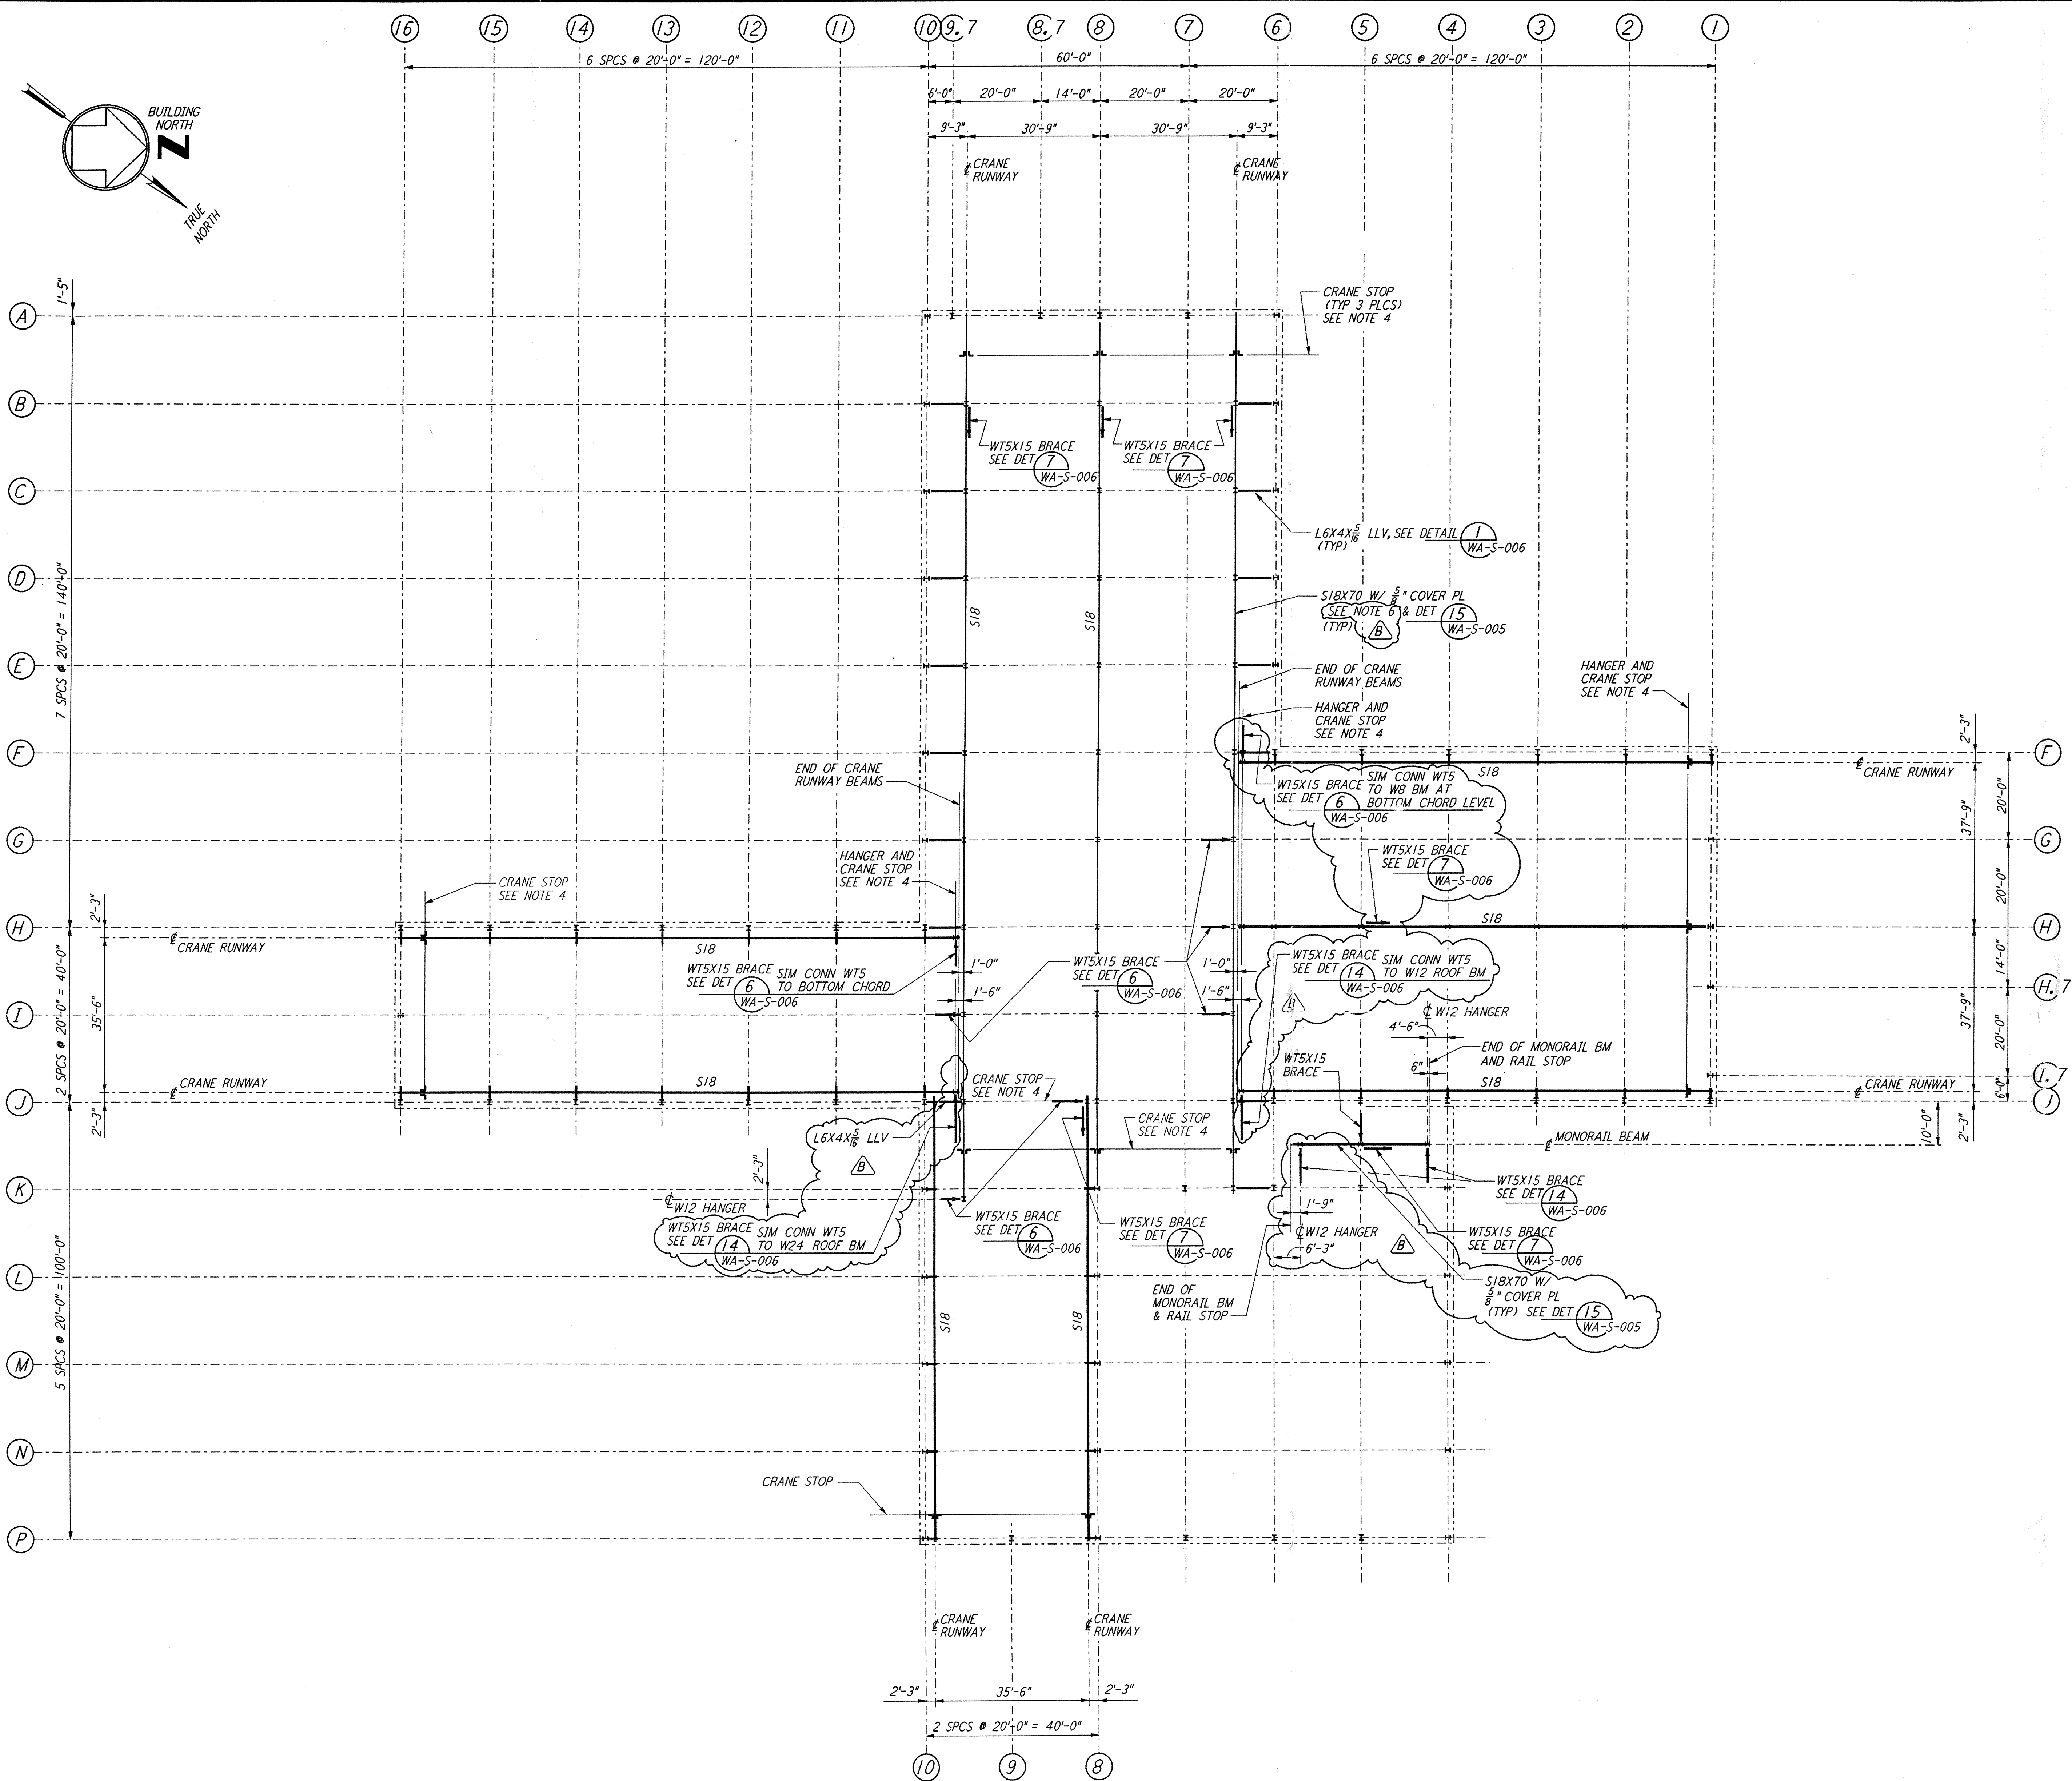 16
15
14
13
12
11
10
9.7
8.7
8
7
6
5
4
3
2
1
6 SPCS @ 20'-0" = 120'-0"
60'-0"
6 SPCS @ 20'-0" = 120'-0"
6'-0"
20'-0"
14'-0"
20'-0"
20'-0"
9'-3"
30'-9"
30'-9"
9'-3"
BUILDING
NORTH
N
TRUE
NORTH
℄ CRANE
RUNWAY
℄ CRANE
RUNWAY
1'-5"
A
CRANE STOP
(TYP 3 PLCS)
SEE NOTE 4
B
WT5X15 BRACE
SEE DET 7
WA-S-006
WT5X15 BRACE
SEE DET 7
WA-S-006
C
L6X4X5/16 LLV, SEE DETAIL 1
(TYP)
WA-S-006
D
S18
S18
S18X70 W/ 5/8" COVER PL
SEE NOTE 6 & DET 15
(TYP)
B
WA-S-005
7 SPCS @ 20'-0" = 140'-0"
E
END OF CRANE
RUNWAY BEAMS
HANGER AND
CRANE STOP
SEE NOTE 4
HANGER AND
CRANE STOP
SEE NOTE 4
2'-3"
F
F
END OF CRANE
RUNWAY BEAMS
S18
℄ CRANE RUNWAY
WT5X15 BRACE
SEE DET 6
WA-S-006
SIM CONN WT5
TO W8 BM AT
BOTTOM CHORD LEVEL
20'-0"
37'-9"
G
G
HANGER AND
CRANE STOP
SEE NOTE 4
WT5X15 BRACE
SEE DET 7
WA-S-006
CRANE STOP
SEE NOTE 4
20'-0"
2'-3"
H
S18
H
℄ CRANE RUNWAY
S18
WT5X15 BRACE
SEE DET 6
WA-S-006
SIM CONN WT5
TO BOTTOM CHORD
1'-0"
1'-6"
WT5X15 BRACE
SEE DET 6
WA-S-006
1'-0"
1'-6"
WT5X15 BRACE
SEE DET 14
WA-S-006
SIM CONN WT5
TO W12 ROOF BM
B
14'-0"
H.7
2 SPCS @ 20'-0" = 40'-0"
35'-6"
I
℄ W12 HANGER
4'-6"
37'-9"
20'-0"
END OF MONORAIL BM
AND RAIL STOP
WT5X15
BRACE
6"
I.7
℄ CRANE RUNWAY
S18
CRANE STOP
SEE NOTE 4
S18
℄ CRANE RUNWAY
6'-0"
J
J
2'-3"
L6X4X5/16 LLV
B
CRANE STOP
SEE NOTE 4
℄ MONORAIL BEAM
10'-0"
2'-3"
K
2'-3"
℄ W12 HANGER
WT5X15 BRACE
SEE DET 14
WA-S-006
SIM CONN WT5
TO W24 ROOF BM
WT5X15 BRACE
SEE DET 6
WA-S-006
WT5X15 BRACE
SEE DET 7
WA-S-006
1'-9"
℄ W12 HANGER
6'-3"
B
WT5X15 BRACE
SEE DET 14
WA-S-006
WT5X15 BRACE
SEE DET 7
WA-S-006
L
END OF
MONORAIL BM
& RAIL STOP
S18X70 W/
5/8" COVER PL
(TYP) SEE DET 15
WA-S-005
S18
S18
5 SPCS @ 20'-0" = 100'-0"
M
N
CRANE STOP
P
℄ CRANE
RUNWAY
℄ CRANE
RUNWAY
2'-3"
35'-6"
2'-3"
2 SPCS @ 20'-0" = 40'-0"
10
9
8